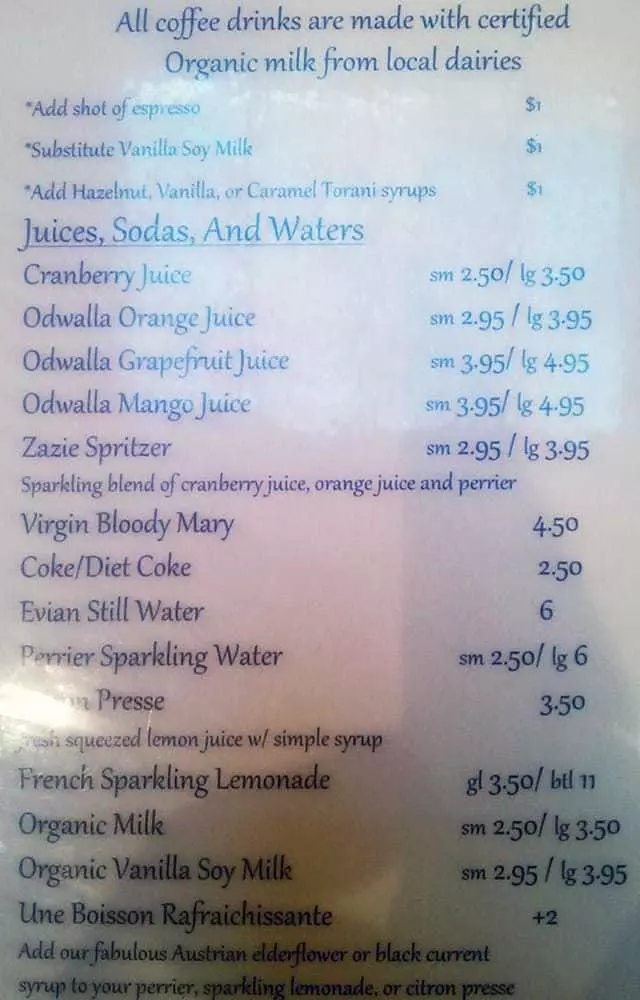 All coffee drinks are made with certified
Organic milk from local dairies
*Add shot of espresso $1
*Substitute Vanilla Soy Milk $1
*Add Hazelnut, Vanilla, or Caramel Torani syrups $1
Juices, Sodas, And Waters
Cranberry Juice sm 2.50/ lg 3.50
Odwalla Orange Juice sm 2.95 / lg 3.95
Odwalla Grapefruit Juice sm 3.95/ lg 4.95
Odwalla Mango Juice sm 3.95/ lg 4.95
Zazie Spritzer sm 2.95 / lg 3.95
Sparkling blend of cranberry juice, orange juice and perrier
Virgin Bloody Mary 4.50
Coke/Diet Coke 2.50
Evian Still Water 6
Perrier Sparkling Water sm 2.50/ lg 6
Presse 3.50
fresh squeezed lemon juice w/ simple syrup
French Sparkling Lemonade gl 3.50/ btl 11
Organic Milk sm 2.50/ lg 3.50
Organic Vanilla Soy Milk sm 2.95 / lg 3.95
Une Boisson Rafraichissante +2
Add our fabulous Austrian elderflower or black current
syrup to your perrier, sparkling lemonade, or citron presse